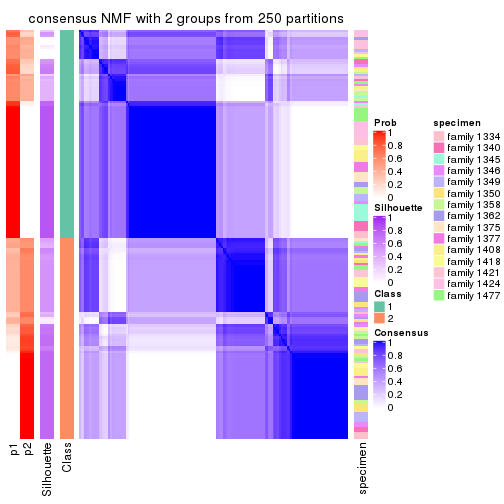 consensus NMF with 2 groups from 250 partitions
p1
p2
Silhouette
Class
specimen
Prob
1
0.8
0.6
0.4
0.2
0
Silhouette
1
0.8
0.6
0.4
0.2
0
Class
1
2
Consensus
1
0.8
0.6
0.4
0.2
0
specimen
family 1334
family 1340
family 1345
family 1346
family 1349
family 1350
family 1358
family 1362
family 1375
family 1377
family 1408
family 1418
family 1421
family 1424
family 1477